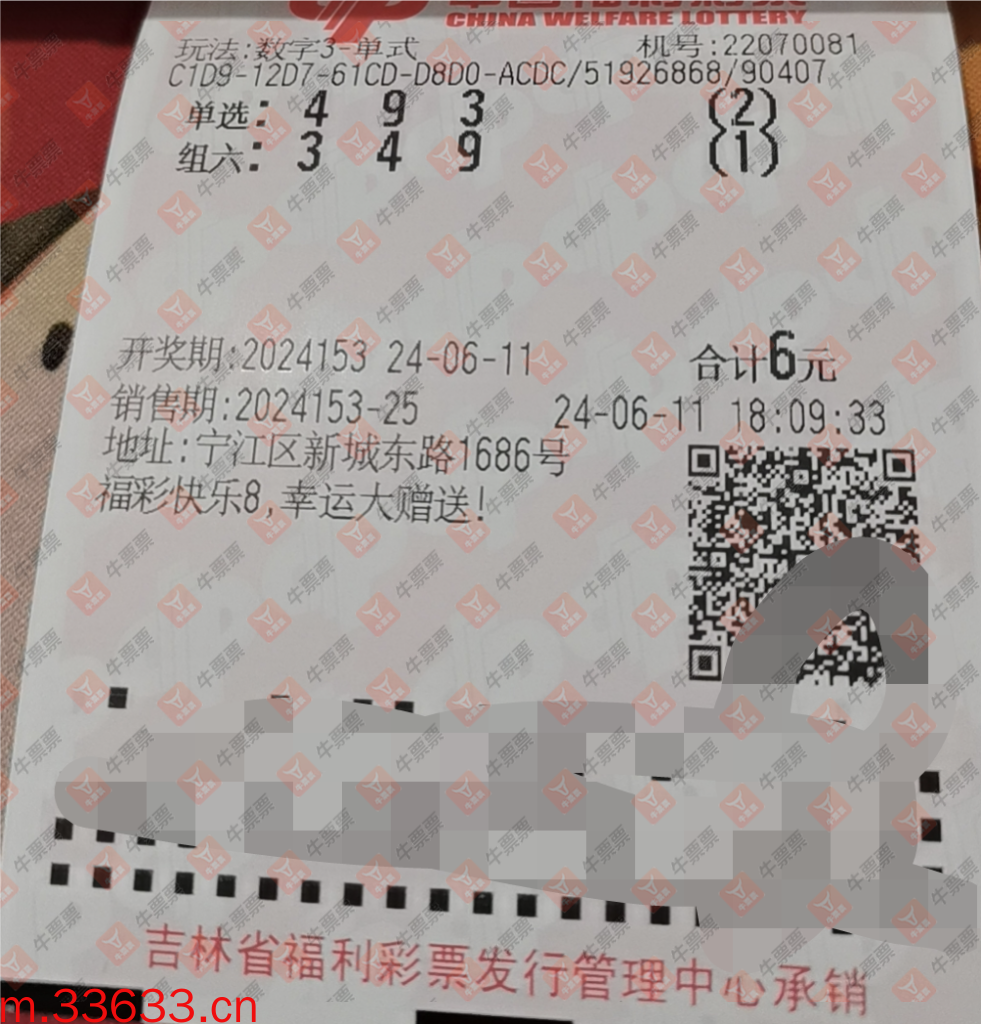 CHINA WELFARE LOTTERY
玩法:数字3-单式 机号:22070081
C1D9-12D7-61CD-D8D0-ACDC/51926868/90407
单选: 4 9 3 (2)
组六: 3 4 9 (1)
开奖期:2024153 24-06-11 合计6元
销售期:2024153-25 24-06-11 18:09:33
地址:宁江区新城东路1686号
福彩快乐8,幸运大赠送!
吉林省福利彩票发行管理中心承销
m.33633.cn
牛票票